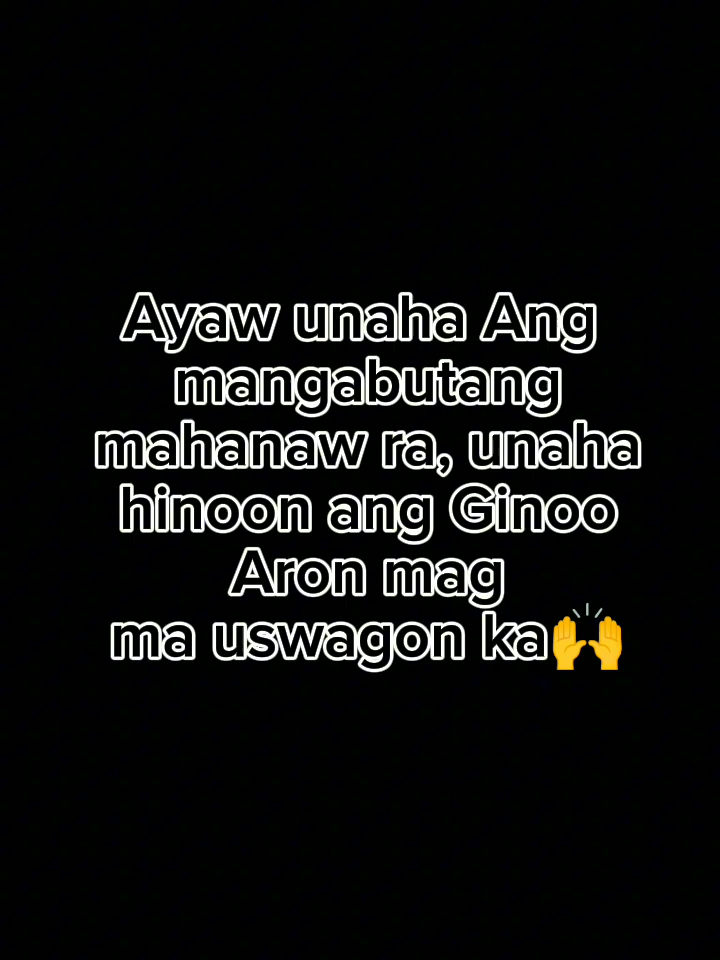 Ayaw unaha Ang
mangabutang
mahanaw ra, unaha
hinoon ang Ginoo
Aron mag
ma uswagon ka🙌